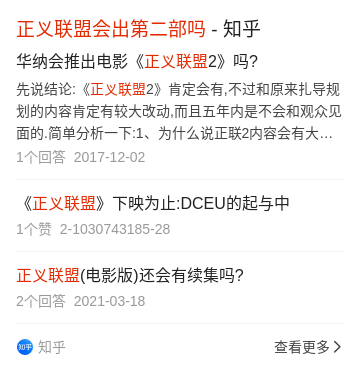 正义联盟会出第二部吗 - 知乎
华纳会推出电影《正义联盟2》吗?
先说结论:《正义联盟2》肯定会有,不过和原来扎导规
划的内容肯定有较大改动,而且五年内是不会和观众见
面的.简单分析一下:1、为什么说正联2内容会有大…
1个回答 2017-12-02
《正义联盟》下映为止:DCEU的起与中
1个赞 2-1030743185-28
正义联盟(电影版)还会有续集吗?
2个回答 2021-03-18
知乎 知乎 查看更多